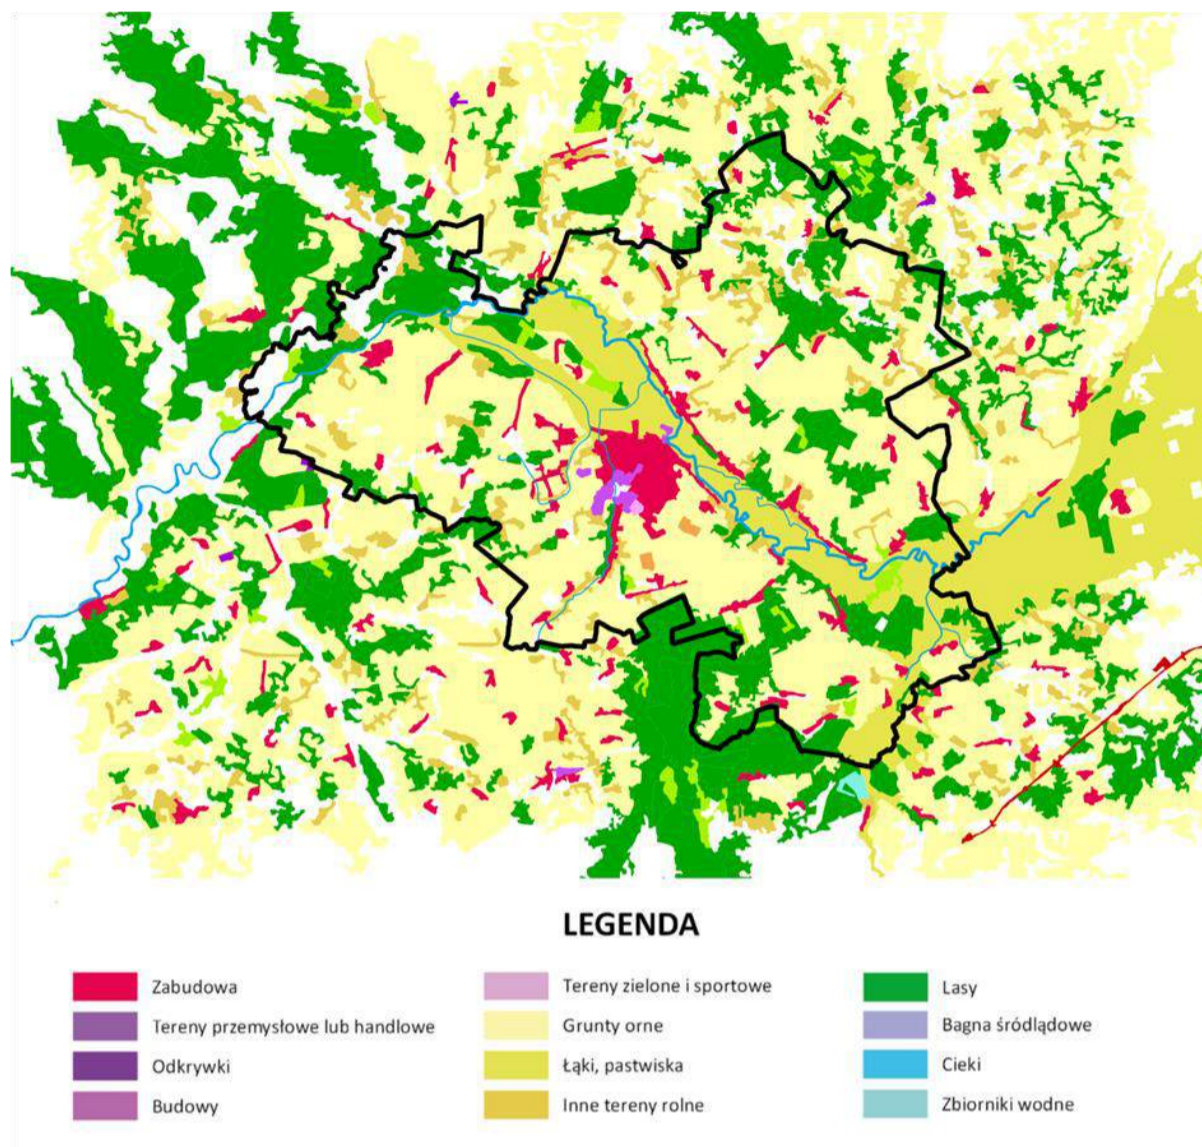 LEGENDA
Zabudowa
Tereny przemysłowe lub handlowe
Odkrywki
Budowy
Tereny zielone i sportowe
Grunty orne
Łąki, pastwiska
Inne tereny rolne
Lasy
Bagna śródlądowe
Cieki
Zbiorniki wodne